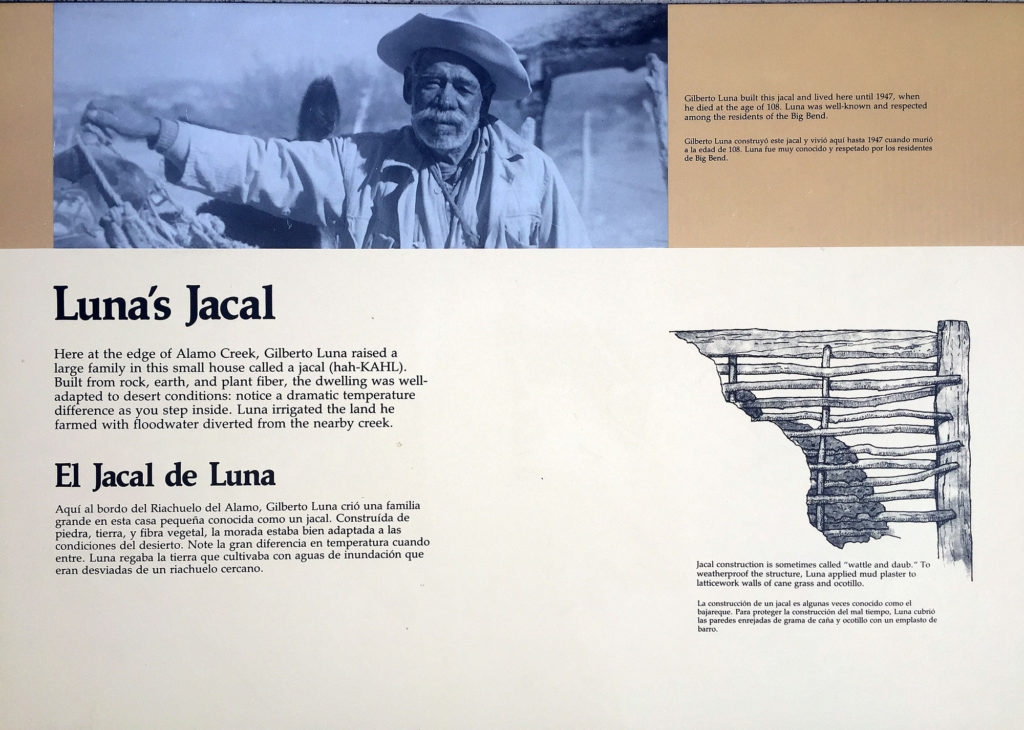 Gilberto Luna built this jacal and lived here until 1947, when
he died at the age of 108. Luna was well-known and respected
among the residents of the Big Bend.
Gilberto Luna construyó este jacal y vivió aquí hasta 1947 cuando murió
a la edad de 108. Luna fue muy conocido y respetado por los residentes
de Big Bend.
Luna's Jacal
Here at the edge of Alamo Creek, Gilberto Luna raised a
large family in this small house called a jacal (hah-KAHL).
Built from rock, earth, and plant fiber, the dwelling was well-
adapted to desert conditions: notice a dramatic temperature
difference as you step inside. Luna irrigated the land he
farmed with floodwater diverted from the nearby creek.
El Jacal de Luna
Aquí al bordo del Riachuelo del Alamo, Gilberto Luna crió una familia
grande en esta casa pequeña conocida como un jacal. Construída de
piedra, tierra, y fibra vegetal, la morada estaba bien adaptada a las
condiciones del desierto. Note la gran diferencia en temperatura cuando
entre. Luna regaba la tierra que cultivaba con aguas de inundación que
eran desviadas de un riachuelo cercano.
Jacal construction is sometimes called "wattle and daub." To
weatherproof the structure, Luna applied mud plaster to
latticework walls of cane grass and ocotillo.
La construcción de un jacal es algunas veces conocido como el
bajareque. Para proteger la construcción del mal tiempo, Luna cubrió
las paredes enrejadas de grama de caña y ocotillo con un emplasto de
barro.